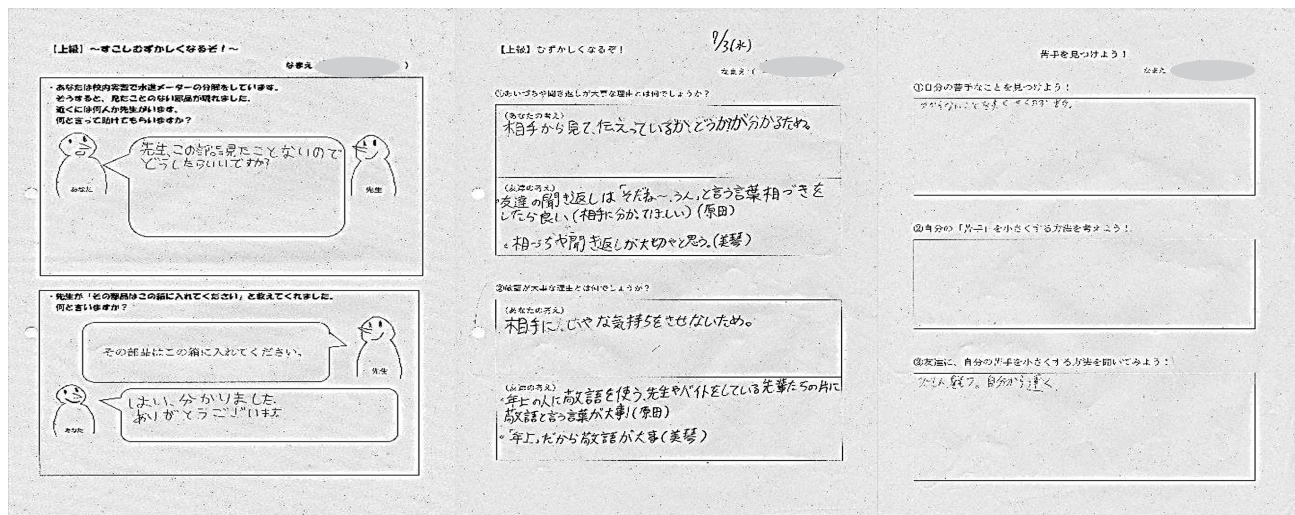 【上級】~すこしむずかしくなるぞ!~
なまえ )
・あなたは校内実習で水道メーターの分解をしています。
そうすると、見たことのない部品が現れました。
近くには何人か先生がいます。
何と言って助けてもらいますか?
先生、この部品見たことないので
どうしたらいいですか?
あなた
先生
・先生が「その部品はこの箱に入れてください」と教えてくれました。
何と言いますか?
その部品はこの箱に入れてください。
先生
はい、分かりました
ありがとうございます
あなた
【上級】むずかしくなるぞ!
9/3(水)
なまえ(
①あいづちや聞き返しが大事な理由とは何でしょうか?
(あなたの考え)
相手から見て、伝えっているか、どうかが分かるため。
(友達の考え)
・友達の聞き返しは「そだね〜、うん」と言う言葉相づきを
したら良い(相手に分かてほしい)(原田)
。相づちや聞き返しが大切やと思う。(美琴)
②敬語が大事な理由とは何でしょうか?
(あなたの考え)
相手に、いやな気持ちをさせないため。
(友達の考え)
・年上の人に敬語を使う、先生やバイトをしている先輩たちの為に
敬語と言う言葉が大事!(原田)
。「年上」だから敬語が大事(美琴)
苦手を見つけよう!
なまえ
①自分の苦手なことを見つけよう!
②自分の「苦手」を小さくする方法を考えよう!
③友達に、自分の苦手を小さくする方法を聞いてみよう!
自分から